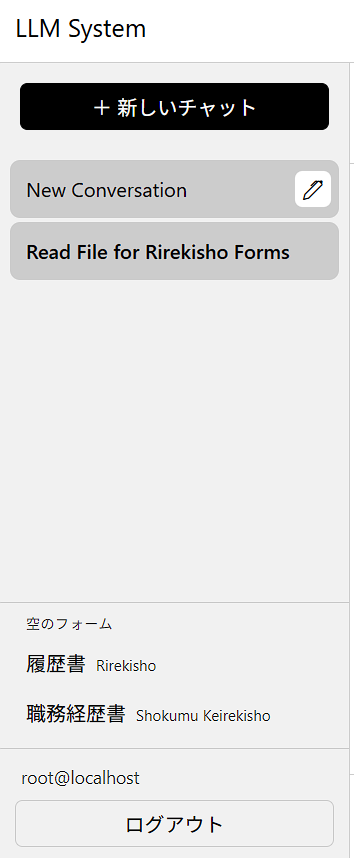 LLM System
＋ 新しいチャット
New Conversation
Read File for Rirekisho Forms
空のフォーム
履歴書 Rirekisho
職務経歴書 Shokumu Keirekisho
root@localhost
ログアウト